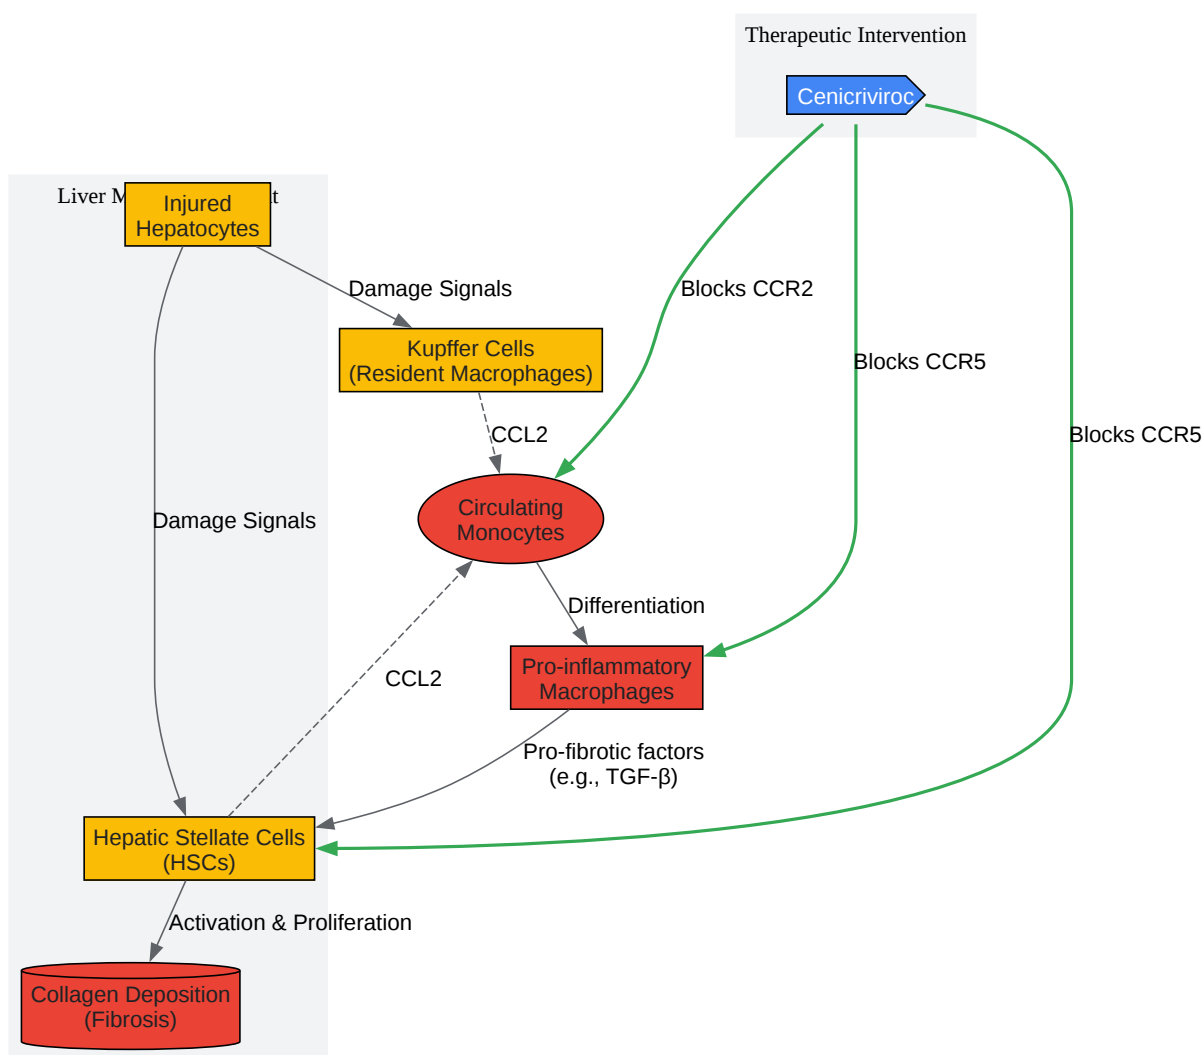 Therapeutic Intervention
Cenicriviroc
Liver
Injured
Hepatocytes
Damage Signals
Blocks CCR2
Kupffer Cells
(Resident Macrophages)
Blocks CCR5
CCL2
Blocks CCR5
Circulating
Monocytes
Damage Signals
Differentiation
CCL2
Pro-inflammatory
Macrophages
Pro-fibrotic factors
(e.g., TGF-β)
Hepatic Stellate Cells
(HSCs)
Activation & Proliferation
Collagen Deposition
(Fibrosis)